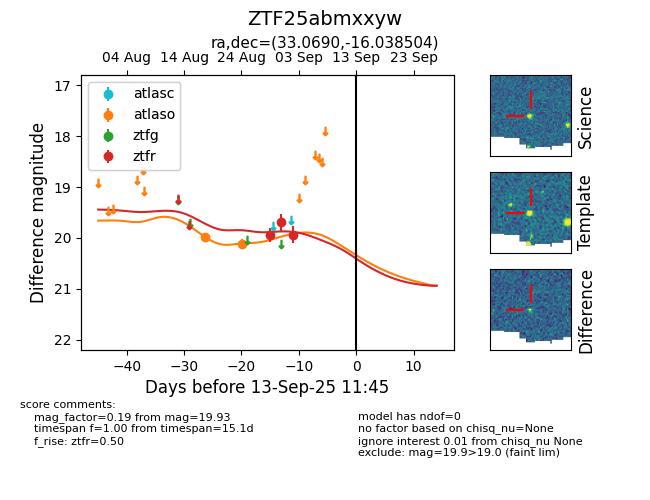 ZTF25abmxxyw
ra,dec=(33.0690,-16.038504)
04 Aug 14 Aug 24 Aug 03 Sep 13 Sep 23 Sep
17
18
19
20
21
22
Difference magnitude
atlasc
atlaso
ztfg
ztfr
−40 −30 −20 −10 0 10
Days before 13-Sep-25 11:45
Science
Template
Difference
score comments:
mag_factor=0.19 from mag=19.93
timespan f=1.00 from timespan=15.1d
f_rise: ztfr=0.50
model has ndof=0
no factor based on chisq_nu=None
ignore interest 0.01 from chisq_nu None
exclude: mag=19.9>19.0 (faint lim)